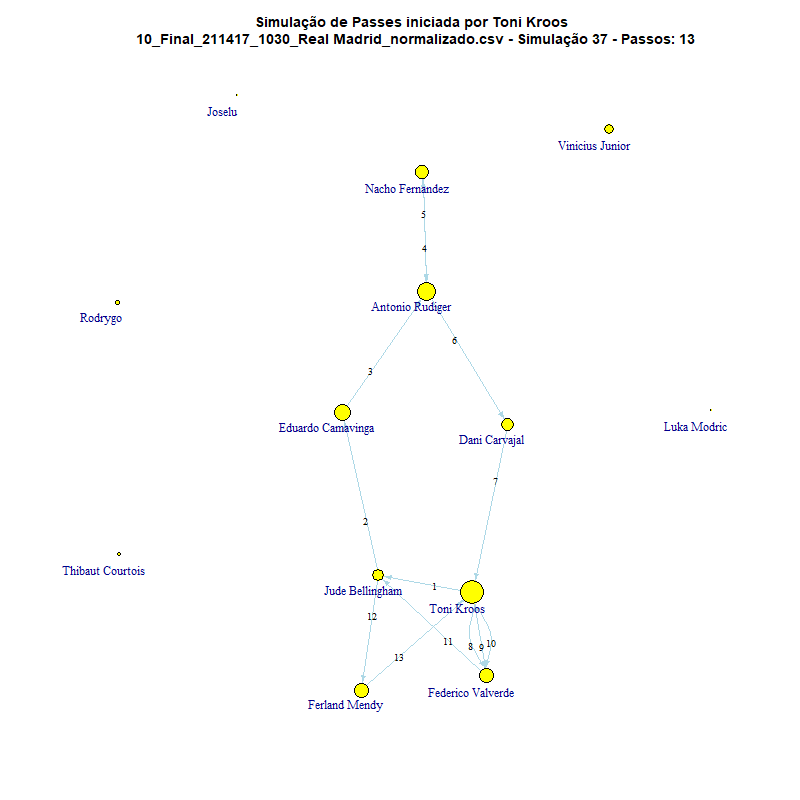 Simulação de Passes iniciada por Toni Kroos
10_Final_211417_1030_Real Madrid_normalizado.csv - Simulação 37 - Passos: 13
Joselu
Vinicius Junior
Nacho Fernandez
5
4
Antonio Rudiger
Rodrygo
6
3
Eduardo Camavinga
Dani Carvajal
Luka Modric
7
2
Thibaut Courtois
Jude Bellingham
1
Toni Kroos
12
11
8
9
10
13
Federico Valverde
Ferland Mendy